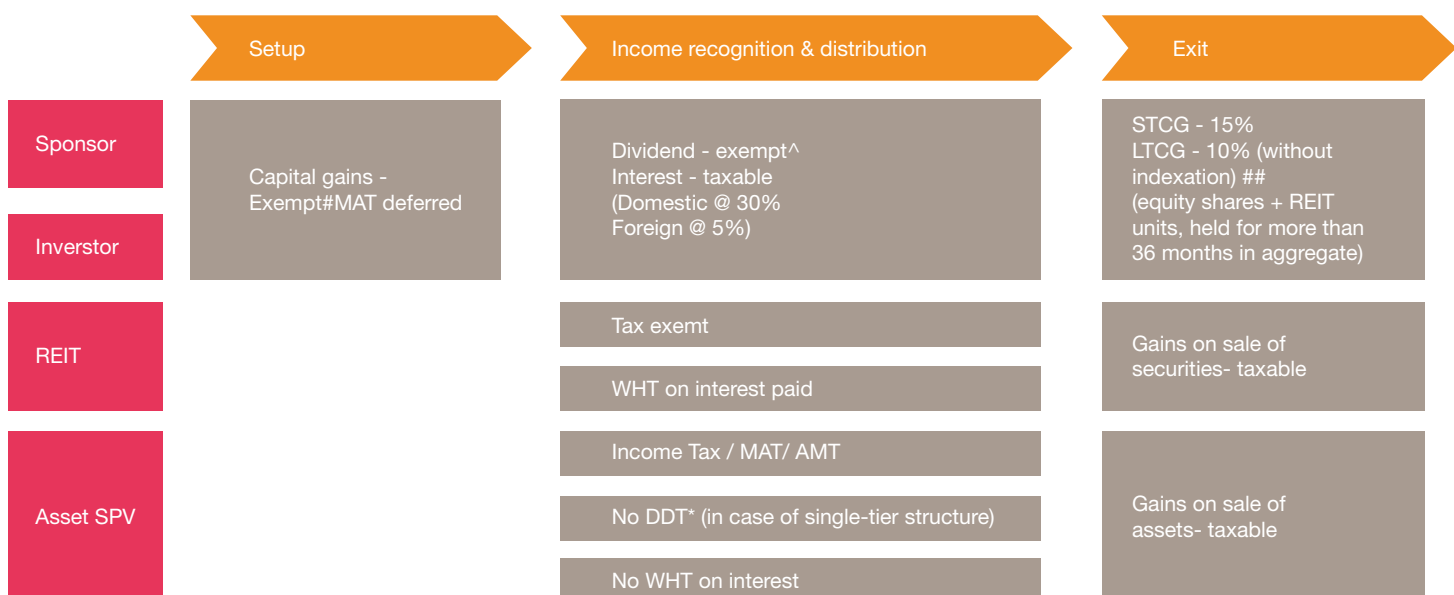 Setup
Income recognition & distribution
Exit
Sponsor
Inverstor
Capital gains -
Exempt#MAT deferred
Dividend - exempt^
Interest - taxable
(Domestic @ 30%
Foreign @ 5%)
STCG - 15%
LTCG - 10% (without
indexation) ##
(equity shares + REIT
units, held for more than
36 months in aggregate)
REIT
Tax exemt
WHT on interest paid
Gains on sale of
securities- taxable
Asset SPV
Income Tax / MAT/ AMT
No DDT* (in case of single-tier structure)
No WHT on interest
Gains on sale of
assets- taxable